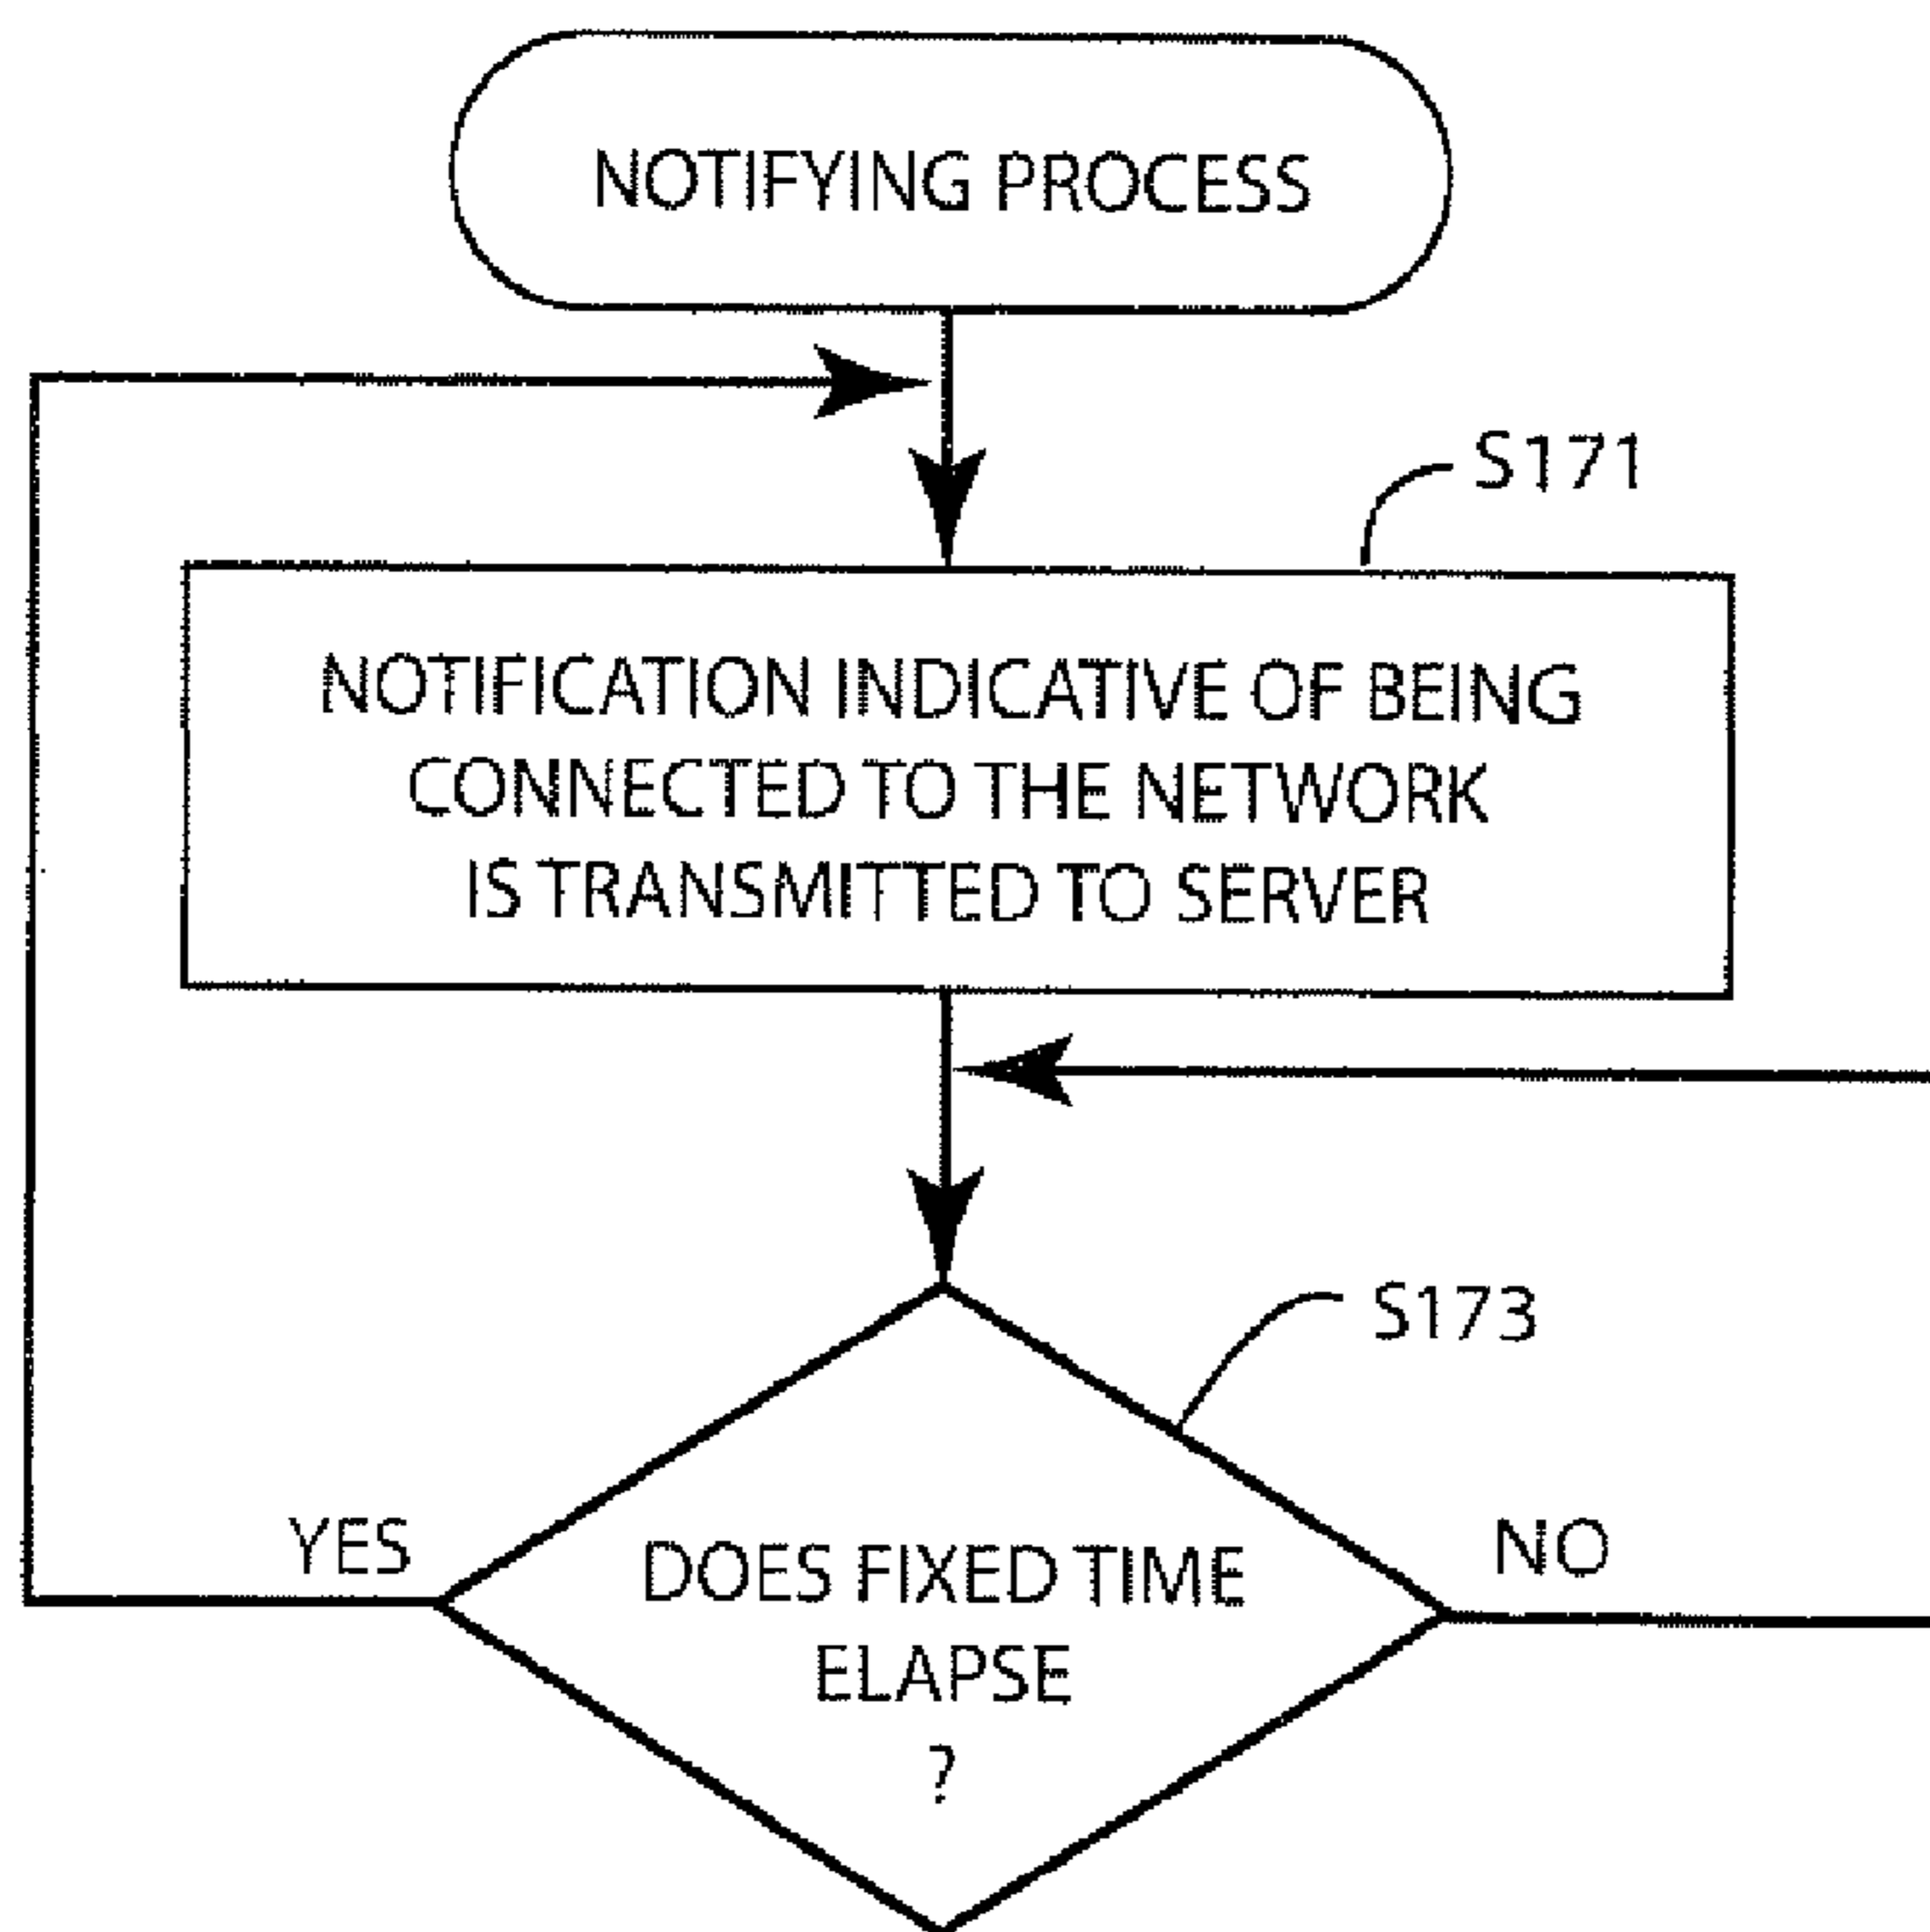 NOTIFYING PROCESS
S171
NOTIFICATION INDICATIVE OF BEING
CONNECTED TO THE NETWORK
IS TRANSMITTED TO SERVER
S173
YES
NO
DOES FIXED TIME
ELAPSE
?